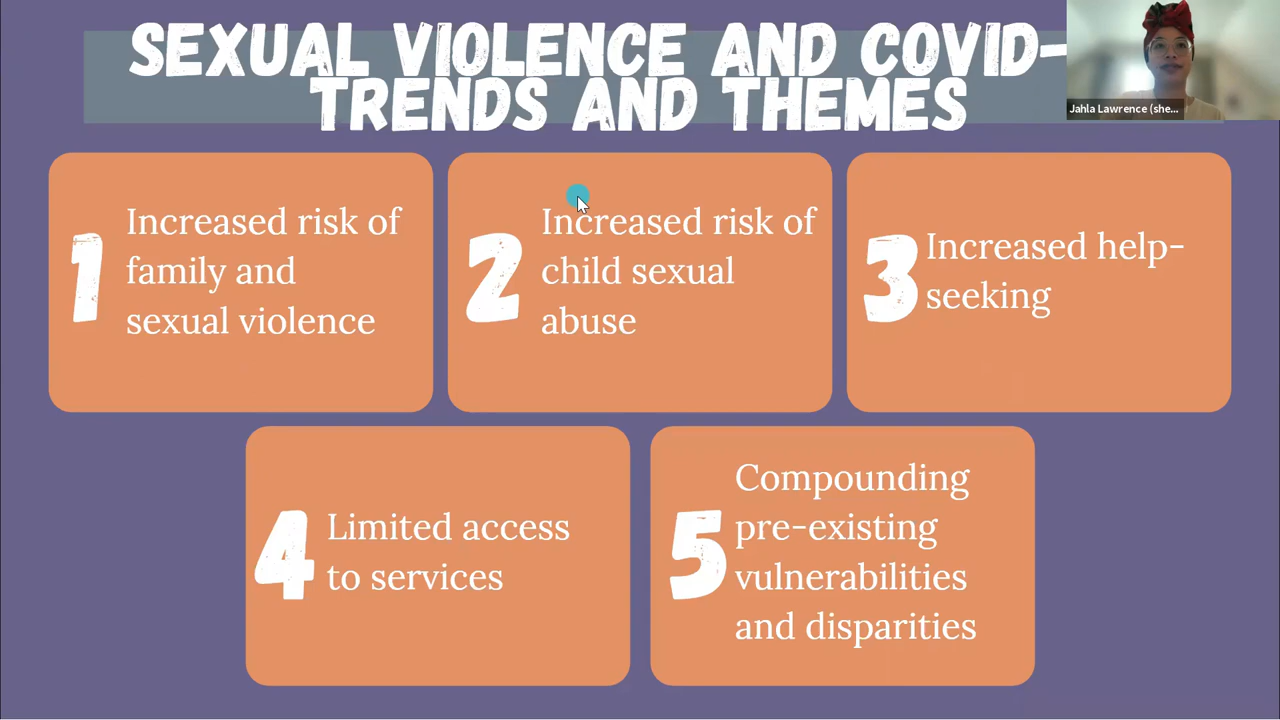 SEXUAL VIOLENCE AND COVID-
TRENDS AND THEMES
Jahla Lawrence (she...
1
Increased risk of
family and
sexual violence
2
Increased risk of
child sexual
abuse
3
Increased help-
seeking
4
Limited access
to services
5
Compounding
pre-existing
vulnerabilities
and disparities